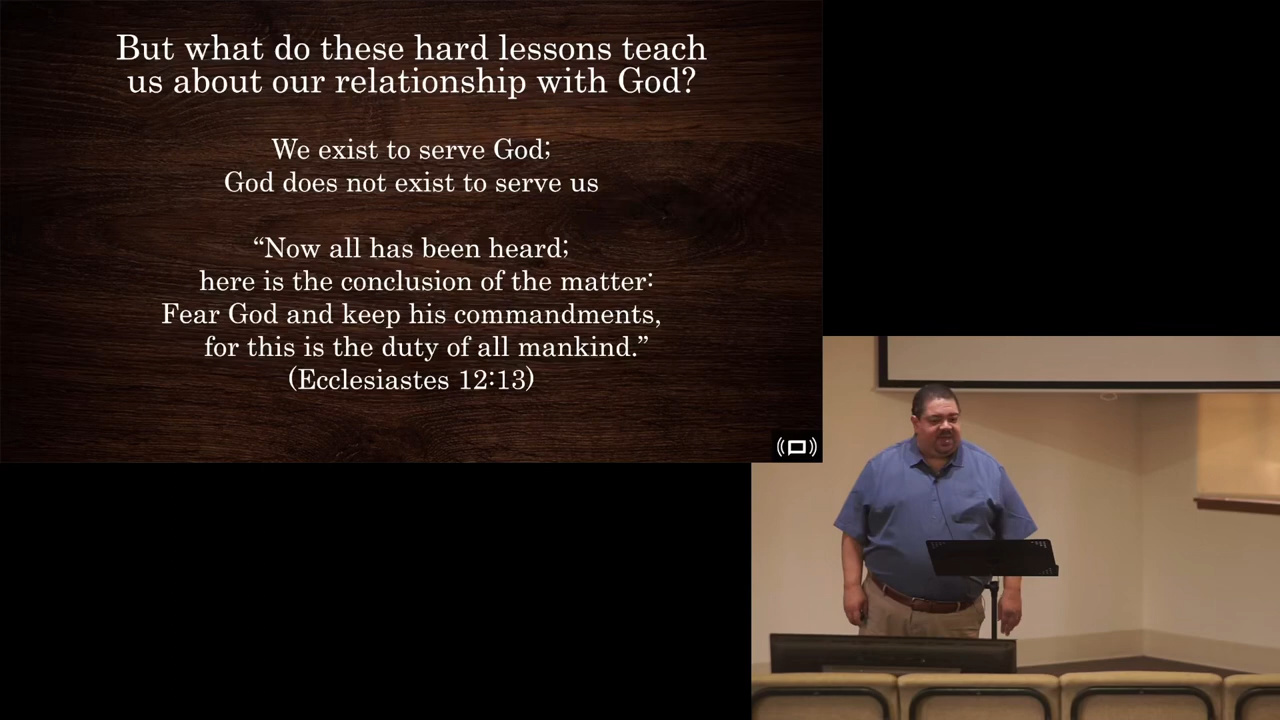 But what do these hard lessons teach
us about our relationship with God?
We exist to serve God;
God does not exist to serve us
“Now all has been heard;
here is the conclusion of the matter:
Fear God and keep his commandments,
for this is the duty of all mankind.”
(Ecclesiastes 12:13)